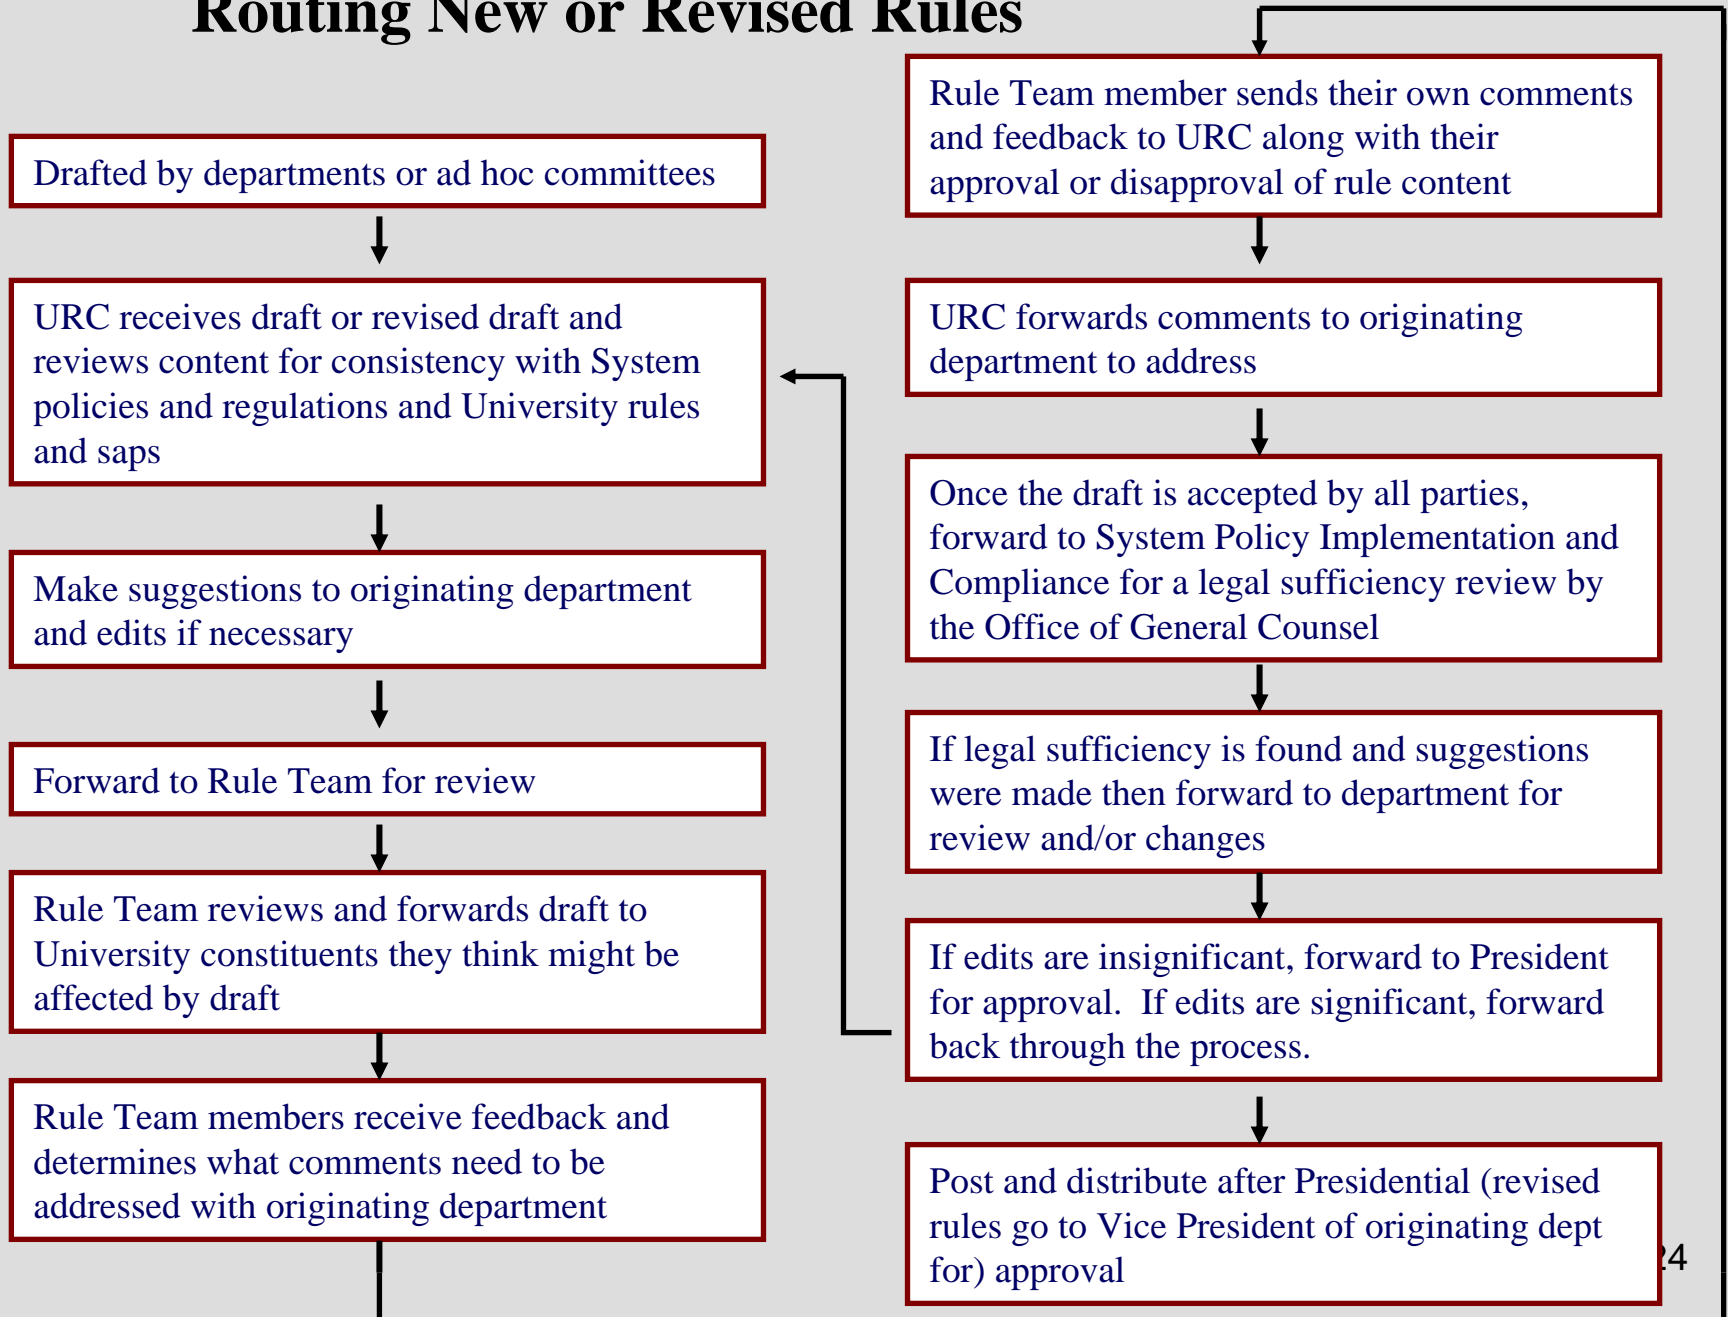 Routing New or Revised Rules
Drafted by departments or ad hoc committees
URC receives draft or revised draft and
reviews content for consistency with System
policies and regulations and University rules
and saps
Make suggestions to originating department
and edits if necessary
Forward to Rule Team for review
Rule Team reviews and forwards draft to
University constituents they think might be
affected by draft
Rule Team members receive feedback and
determines what comments need to be
addressed with originating department
Rule Team member sends their own comments
and feedback to URC along with their
approval or disapproval of rule content
URC forwards comments to originating
department to address
Once the draft is accepted by all parties,
forward to System Policy Implementation and
Compliance for a legal sufficiency review by
the Office of General Counsel
If legal sufficiency is found and suggestions
were made then forward to department for
review and/or changes
If edits are insignificant, forward to President
for approval.  If edits are significant, forward
back through the process.
Post and distribute after Presidential (revised
rules go to Vice President of originating dept
for) approval
24